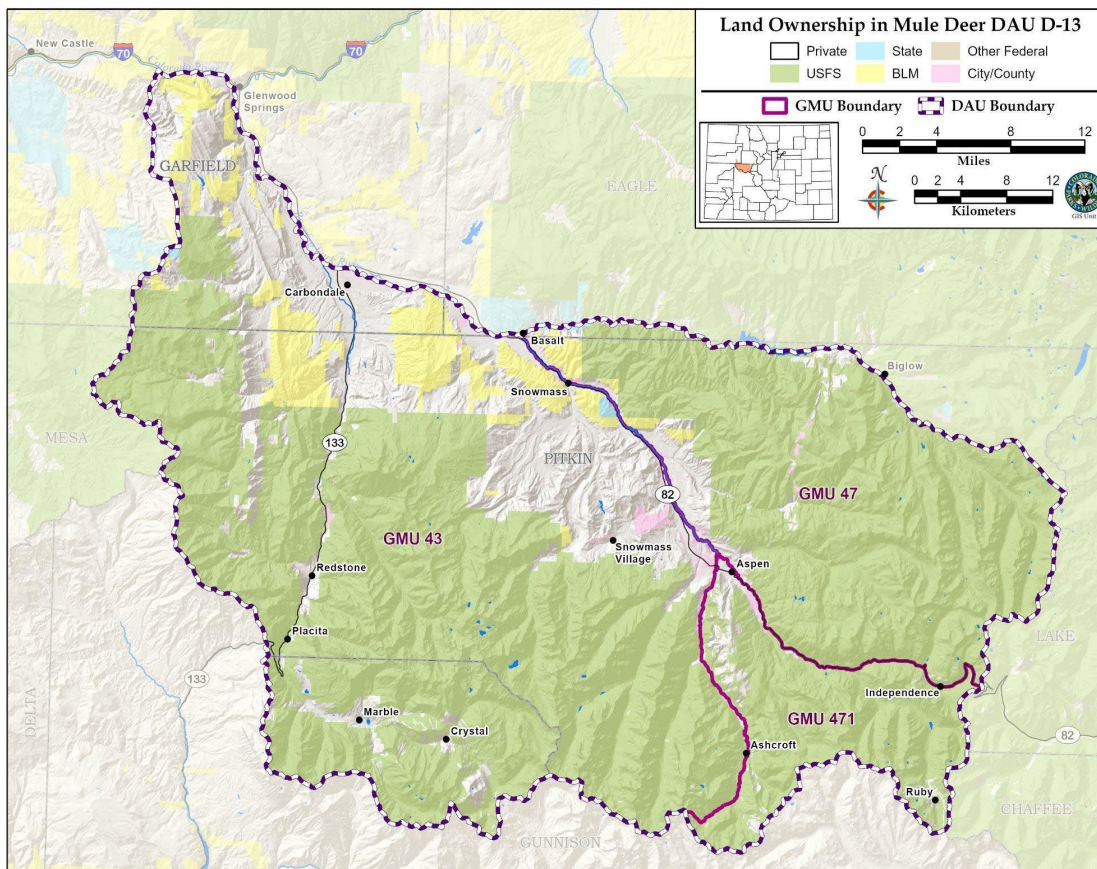 Land Ownership in Mule Deer DAU D-13
Private
State
Other Federal
USFS
BLM
City/County
GMU Boundary
DAU Boundary
0 2 4 8 12
Miles
N
0 2 4 8 12
Kilometers
COLORADO
GIS Unit
New Castle
70
70
Glenwood
Springs
GARFIELD
EAGLE
Carbondale
Basalt
Biglow
Snowmass
MESA
133
PITKIN
82
GMU 47
GMU 43
Snowmass
Village
Aspen
Redstone
Placita
LAKE
133
Independence
DELTA
Marble
GMU 471
Crystal
Ashcroft
82
Ruby
CHAFFEE
GUNNISON